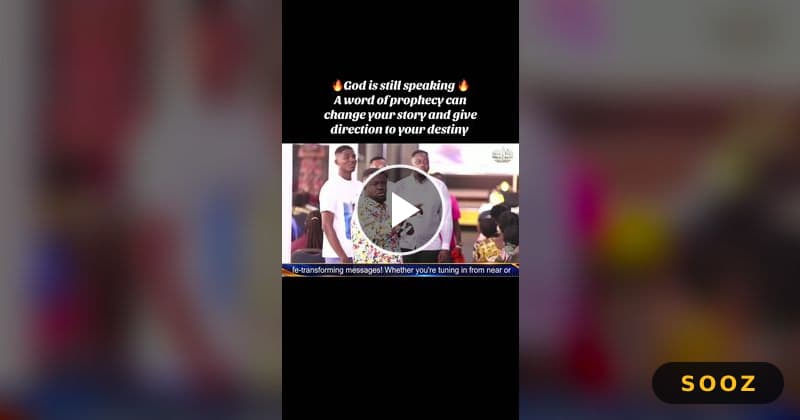 🔥God is still speaking🔥
A word of prophecy can
change your story and give
direction to your destiny
fe-transforming messages! Whether you're tuning in from near or
SOOZ